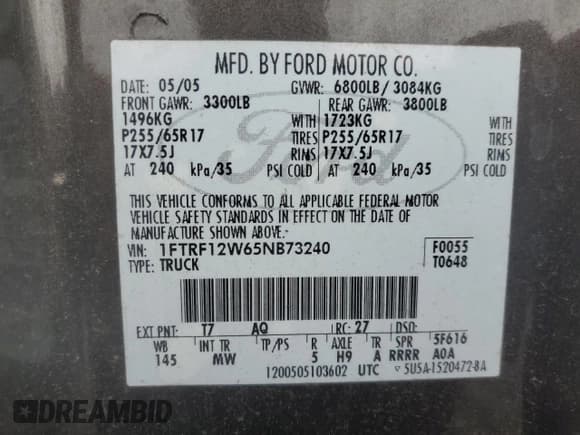 MFD. BY FORD MOTOR CO.
DATE: 05/05 GVWR: 6800LB/ 3084KG
FRONT GAWR: 3300LB REAR GAWR: 3800LB
1496KG WITH 1723KG WITH
P255/65R17 TIRES P255/65R17 TIRES
17X7.5J RIMS 17X7.5J RIMS
AT 240 kPa/35 PSI COLD AT 240 kPa/35 PSI COLD
THIS VEHICLE CONFORMS TO ALL APPLICABLE FEDERAL MOTOR
VEHICLE SAFETY STANDARDS IN EFFECT ON THE DATE OF
MANUFACTURE SHOWN ABOVE.-
VIN: 1FTRF12W65NB73240 F0055
TYPE: TRUCK T0648
Ford
EXT PNT: T7 AQ RC: 27 DSO:
WB INT TR TP/PS R AXLE TR SPR 5F616
145 MW 5 H9 A RRRR AOA
1200505103602 UTC ▽ 5U5A-1520472-BA
DREAMBID